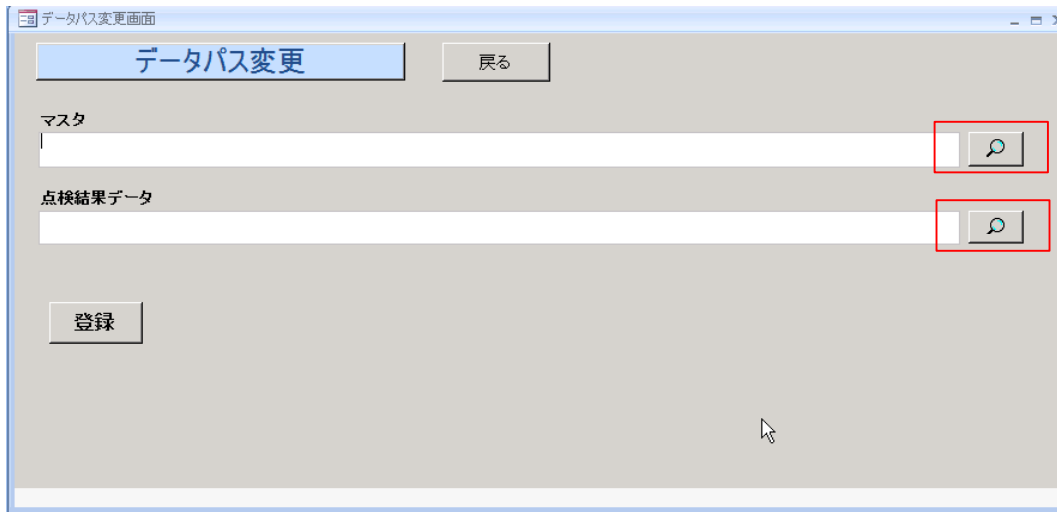 データパス変更画面
データパス変更
戻る
マスタ
点検結果データ
登録